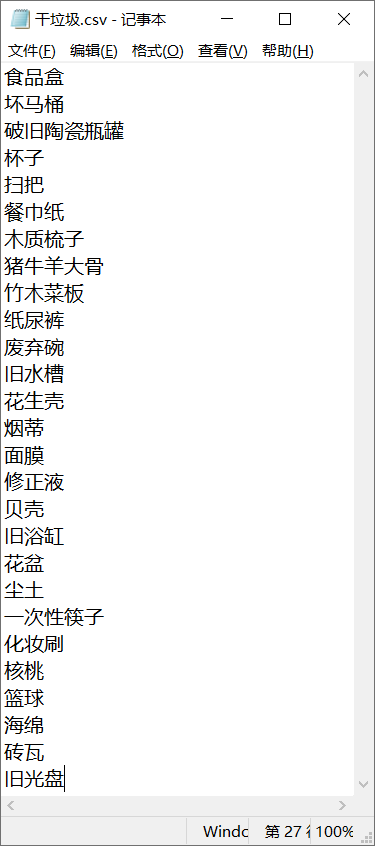 干垃圾.csv - 记事本
文件(F) 编辑(E) 格式(O) 查看(V) 帮助(H)
食品盒
坏马桶
破旧陶瓷瓶罐
杯子
扫把
餐巾纸
木质梳子
猪牛羊大骨
竹木菜板
纸尿裤
废弃碗
旧水槽
花生壳
烟蒂
面膜
修正液
贝壳
旧浴缸
花盆
尘土
一次性筷子
化妆刷
核桃
篮球
海绵
砖瓦
旧光盘
Windo 第 27 行 100%